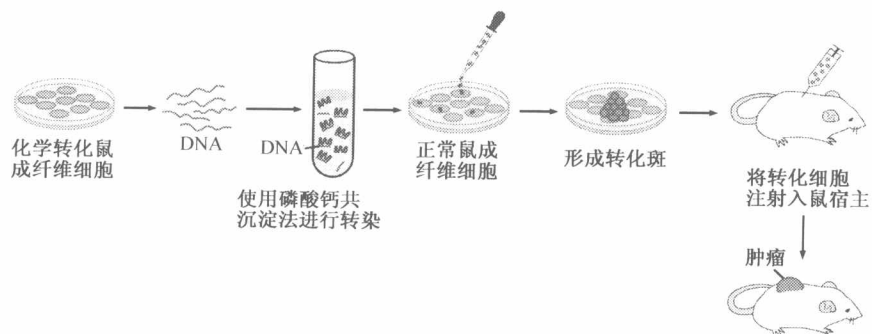 化学转化鼠
成纤维细胞
DNA
DNA
使用磷酸钙共
沉淀法进行转染
正常鼠成
纤维细胞
形成转化斑
将转化细胞
注射入鼠宿主
肿瘤